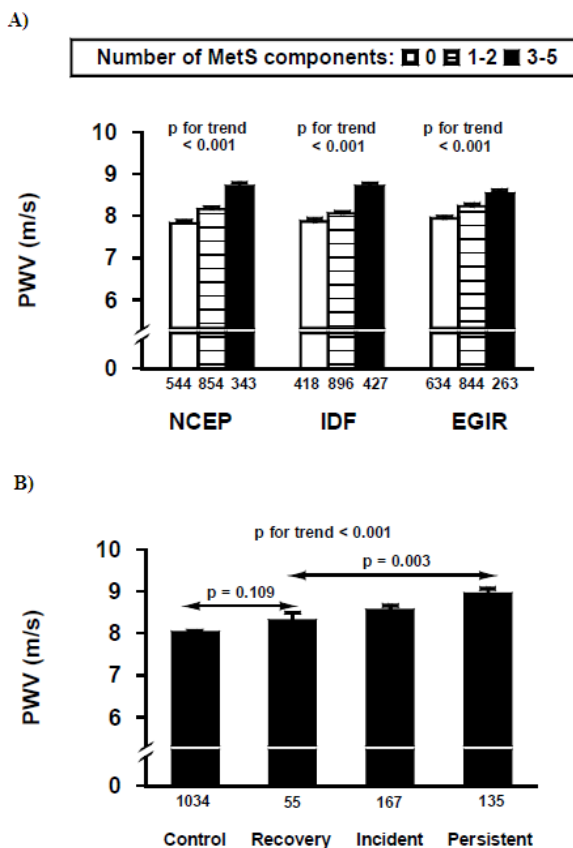 A)
Number of MetS components: 0 1-2 3-5
p for trend < 0.001
p for trend < 0.001
p for trend < 0.001
PWV (m/s)
10
9
8
7
6
0
544 854 343 418 896 427 634 844 263
NCEP IDF EGIR
B)
p for trend < 0.001
p = 0.003
p = 0.109
PWV (m/s)
10
9
8
7
6
0
1034 55 167 135
Control Recovery Incident Persistent